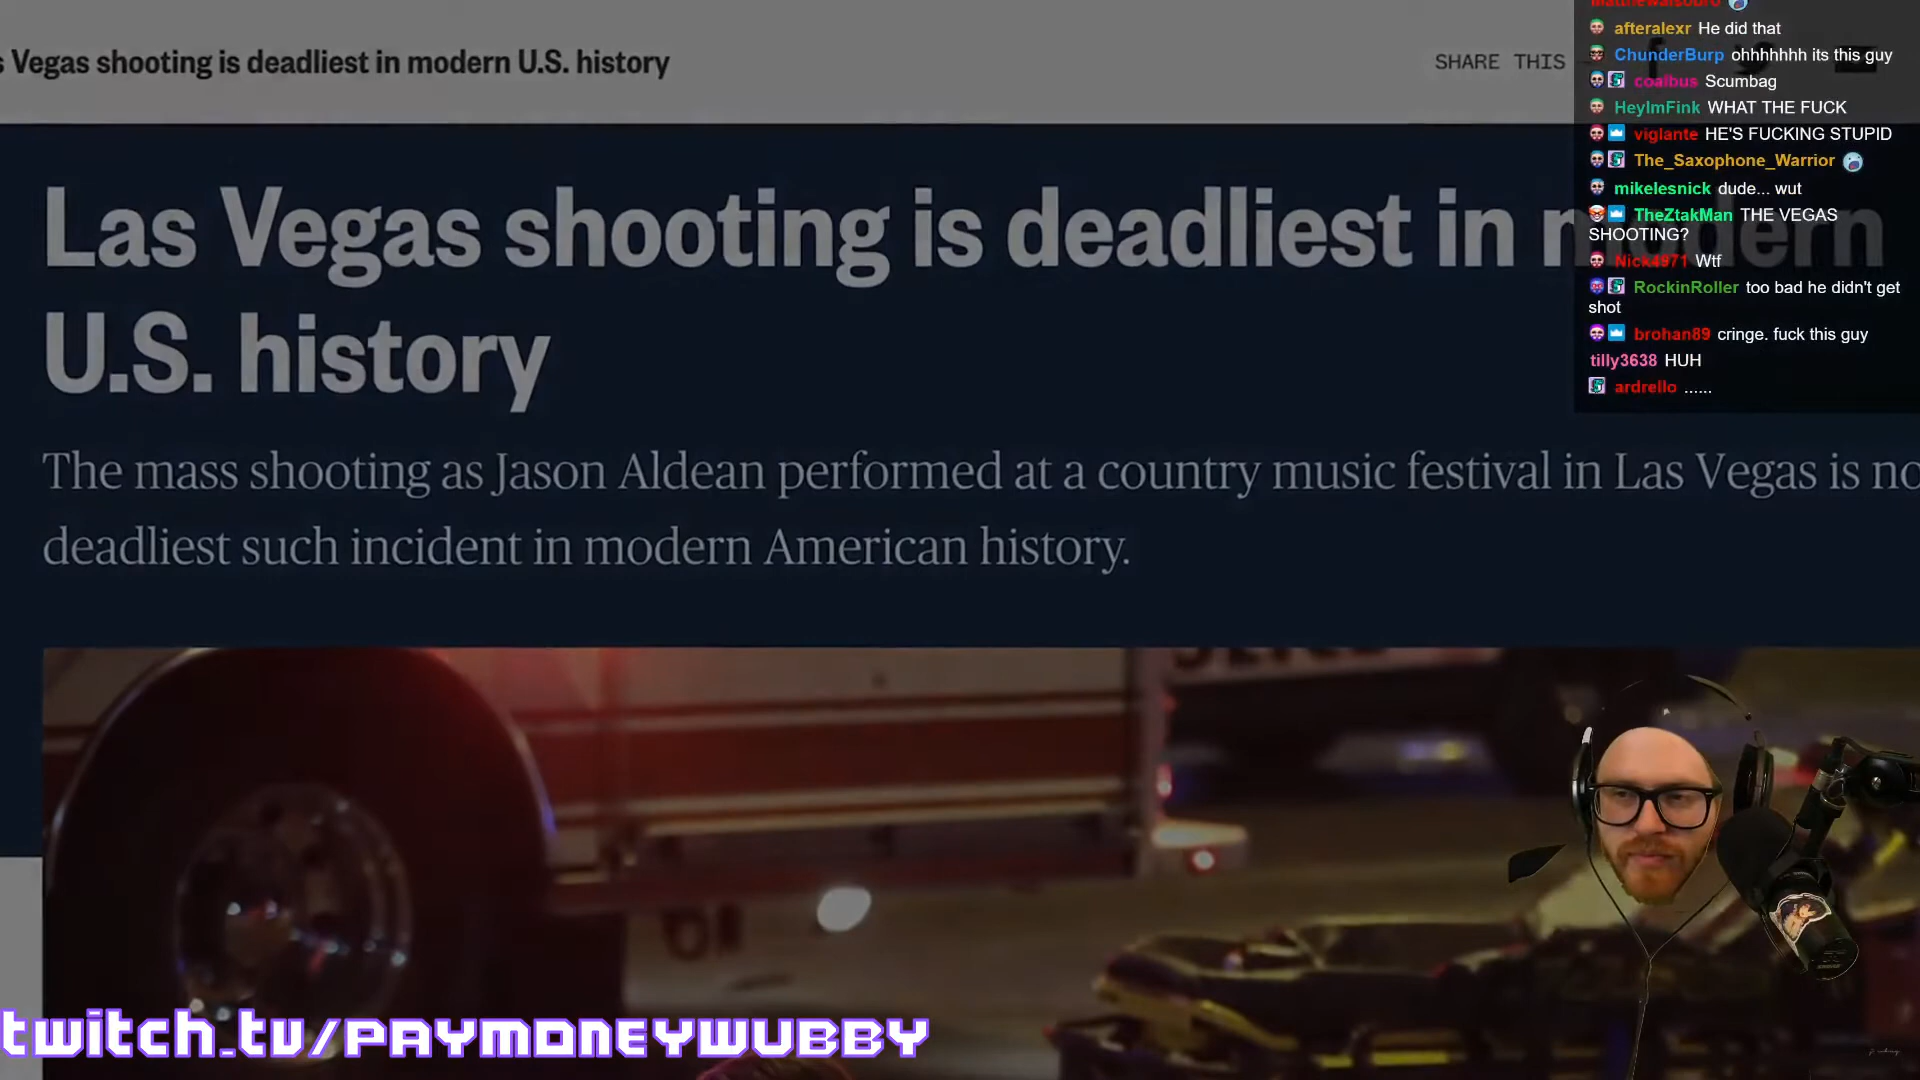 s Vegas shooting is deadliest in modern U.S. history
SHARE THIS
Las Vegas shooting is deadliest in modern
U.S. history
The mass shooting as Jason Aldean performed at a country music festival in Las Vegas is no
deadliest such incident in modern American history.
afteralexr He did that
ChunderBurp ohhhhhhh its this guy
coalbus Scumbag
HeyImFink WHAT THE FUCK
viglante HE'S FUCKING STUPID
The_Saxophone_Warrior
mikelesnick dude... wut
TheZtakMan THE VEGAS
SHOOTING?
Nick4971 Wtf
RockinRoller too bad he didn't get
shot
brohan89 cringe. fuck this guy
tilly3638 HUH
ardrello ......
twitch.tv/PAYMONEYWUBBY